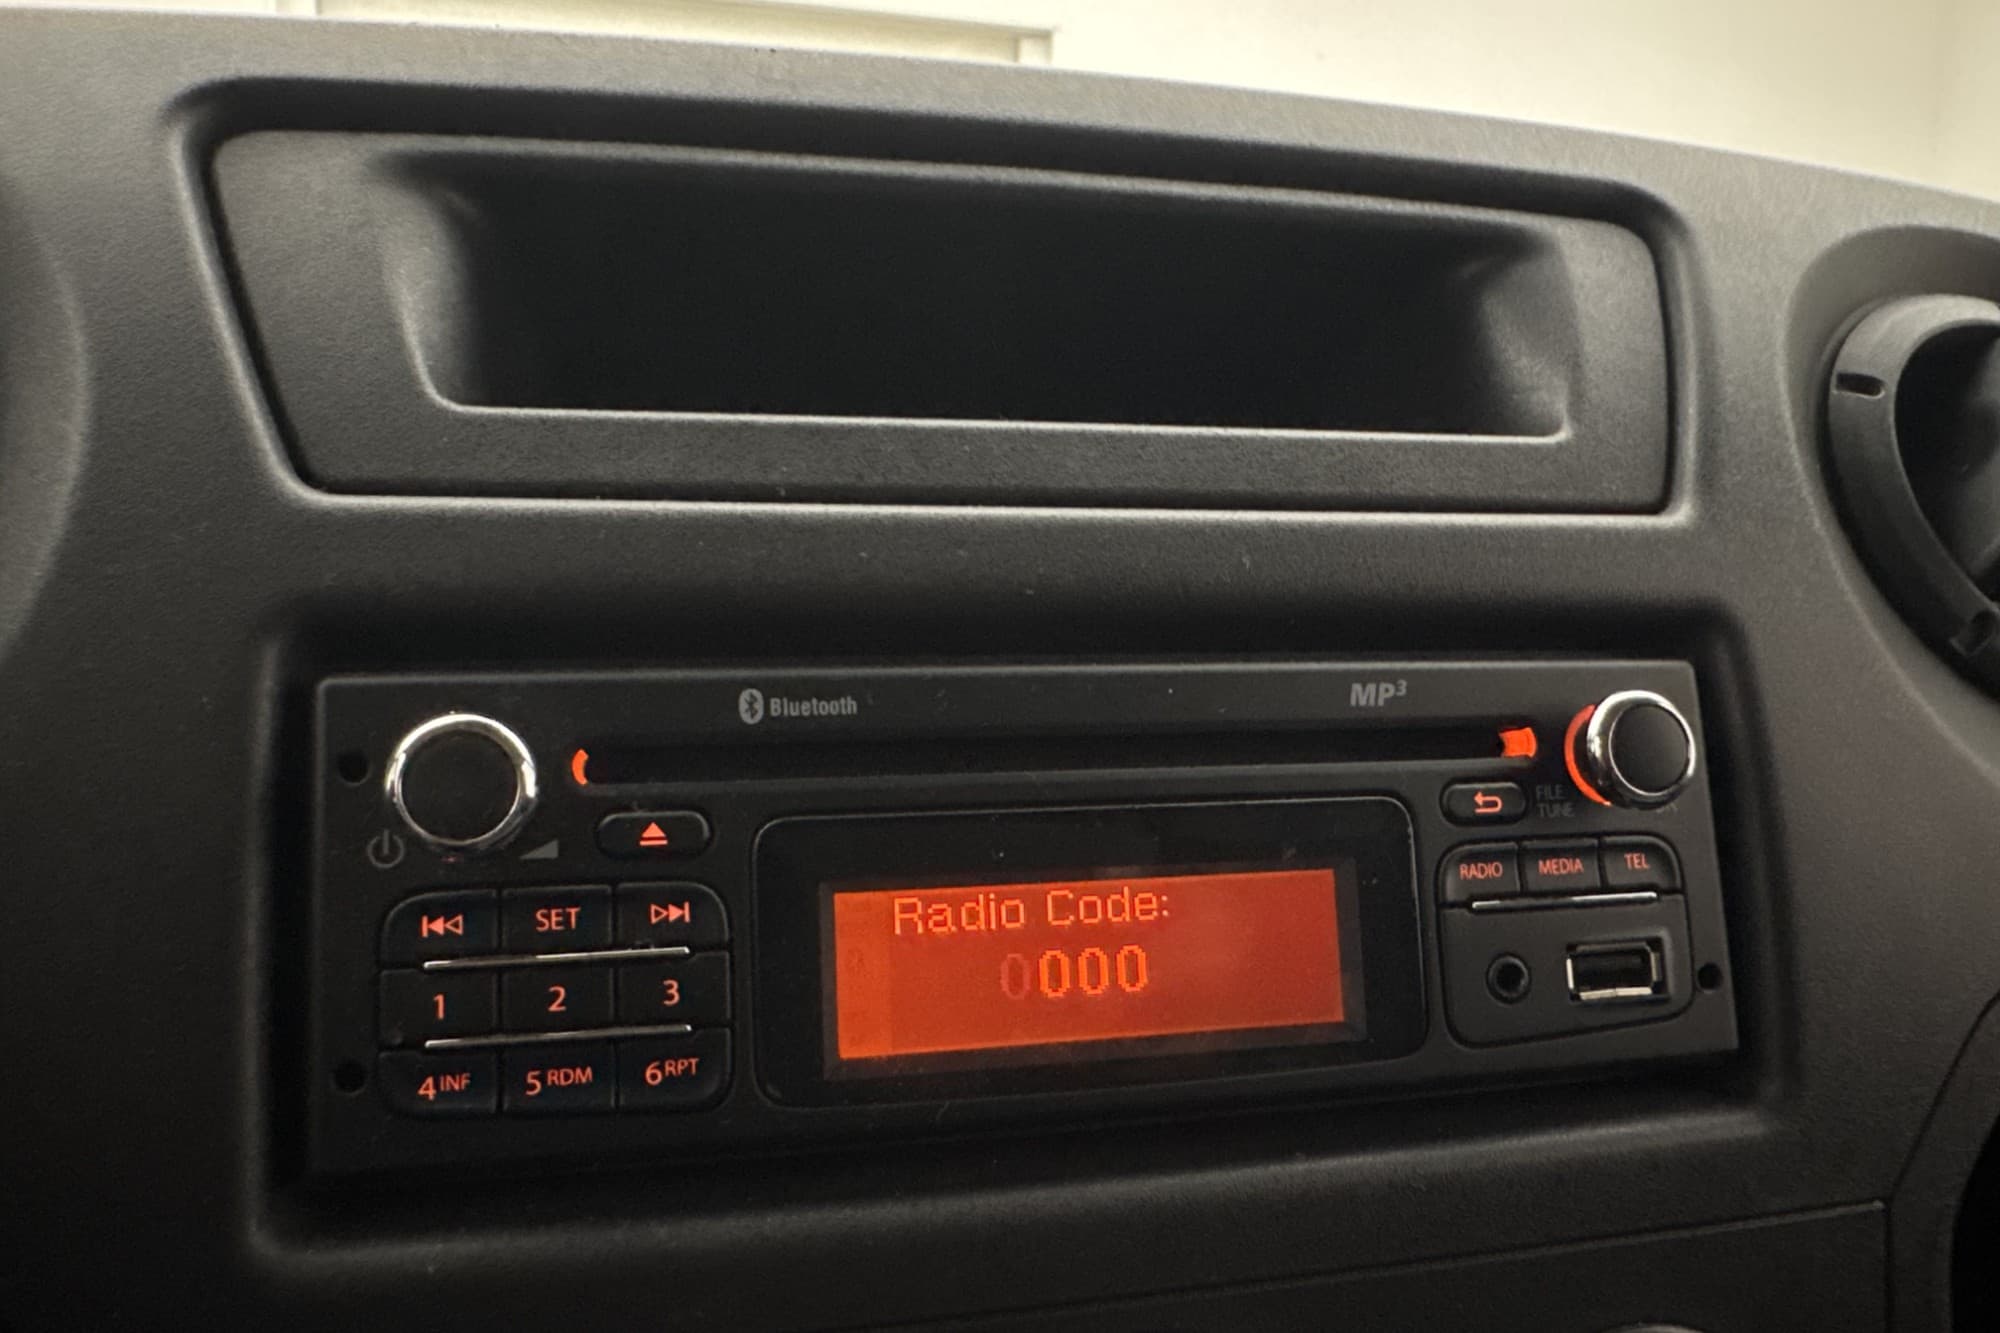 Bluetooth
MP3
FILE
TUNE
RADIO MEDIA TEL
SET
Radio Code:
0000
1 2 3
4 INF 5 RDM 6 RPT